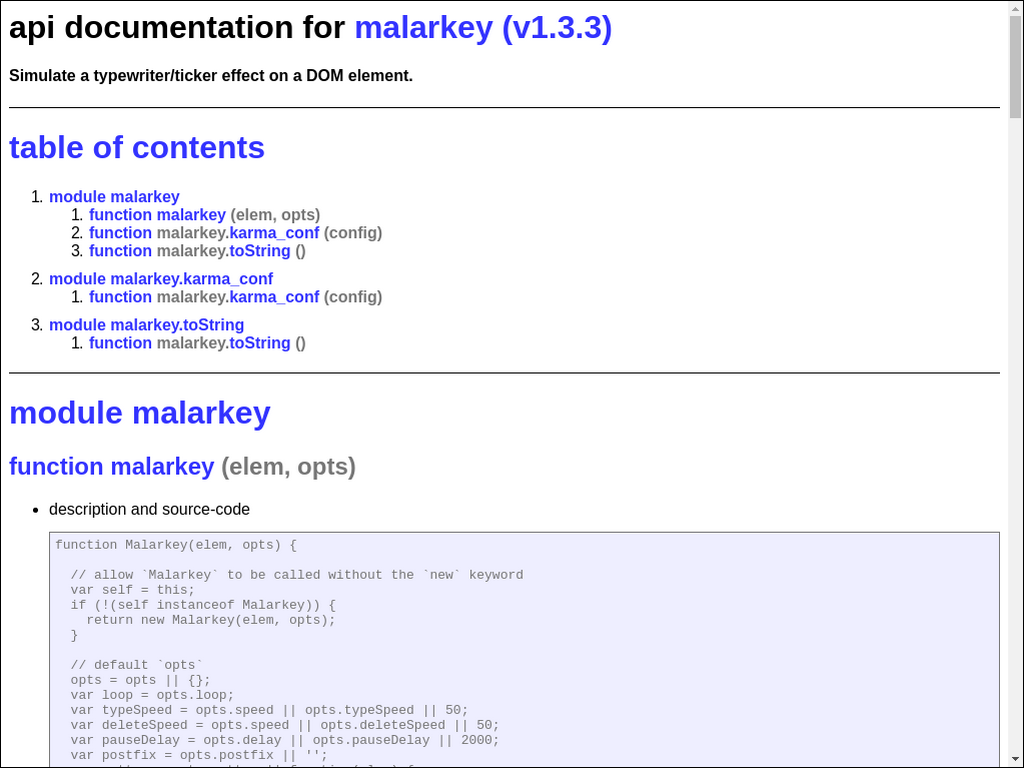 api documentation for malarkey (v1.3.3)
Simulate a typewriter/ticker effect on a DOM element.
table of contents
1. module malarkey
1. function malarkey (elem, opts)
2. function malarkey.karma_conf (config)
3. function malarkey.toString ()
2. module malarkey.karma_conf
1. function malarkey.karma_conf (config)
3. module malarkey.toString
1. function malarkey.toString ()
module malarkey
function malarkey (elem, opts)
• description and source-code
function Malarkey(elem, opts) {
// allow `Malarkey` to be called without the `new` keyword
var self = this;
if (!(self instanceof Malarkey)) {
return new Malarkey(elem, opts);
}
// default `opts`
opts = opts || {};
var loop = opts.loop;
var typeSpeed = opts.speed || opts.typeSpeed || 50;
var deleteSpeed = opts.speed || opts.deleteSpeed || 50;
var pauseDelay = opts.delay || opts.pauseDelay || 2000;
var postfix = opts.postfix || '';